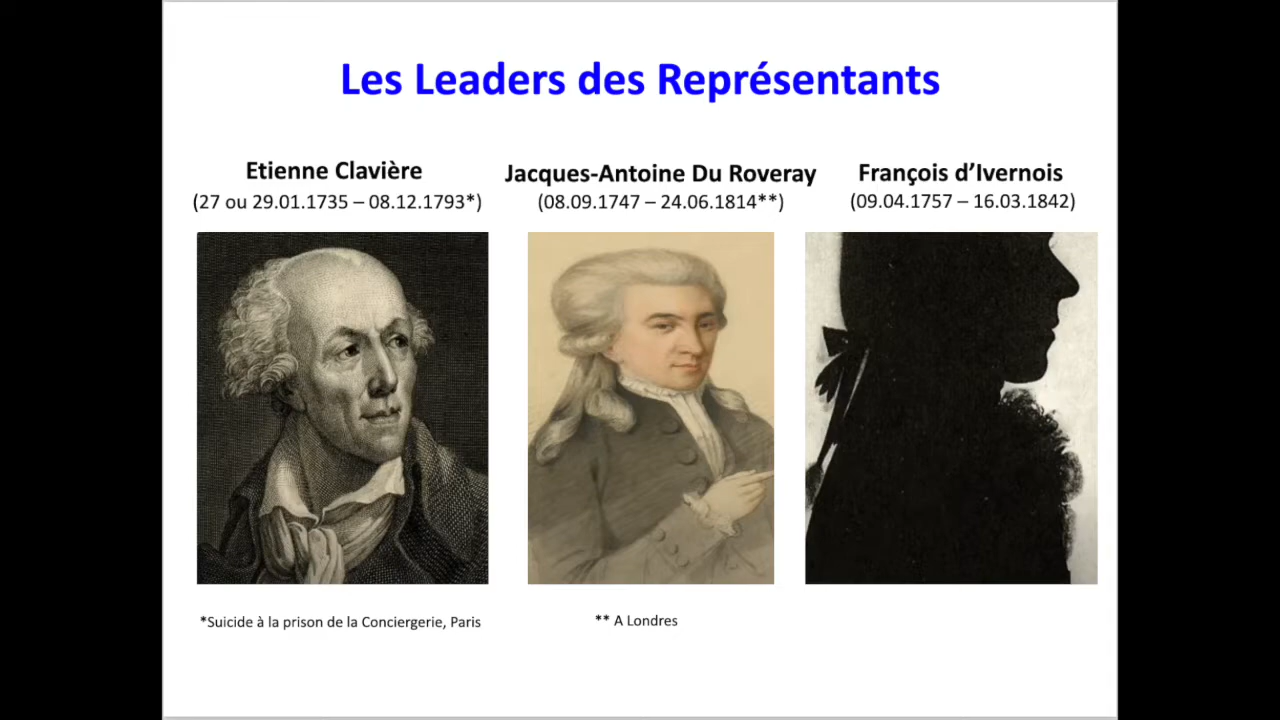 Les Leaders des Représentants
Etienne Clavière
(27 ou 29.01.1735 – 08.12.1793*)
Jacques-Antoine Du Roveray
(08.09.1747 – 24.06.1814**)
François d’Ivernois
(09.04.1757 – 16.03.1842)
*Suicide à la prison de la Conciergerie, Paris
** A Londres